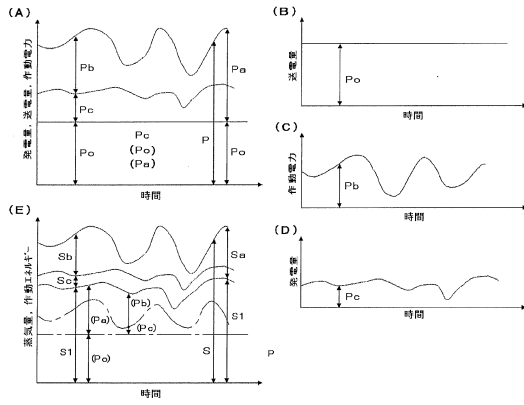 (A)
発電量,送電量,作動電力
Pb
Pc
Po
Pc
(Po)
(Pa)
P
Pa
Po
時間
(B)
送電量
Po
時間
(C)
作動電力
Pb
時間
(D)
発電量
Pc
時間
(E)
蒸気量,作動エネルギー
Sb
Sc
S1
(Pa)
(Po)
(Pb)
(Pc)
S
Sa
S1
P
時間